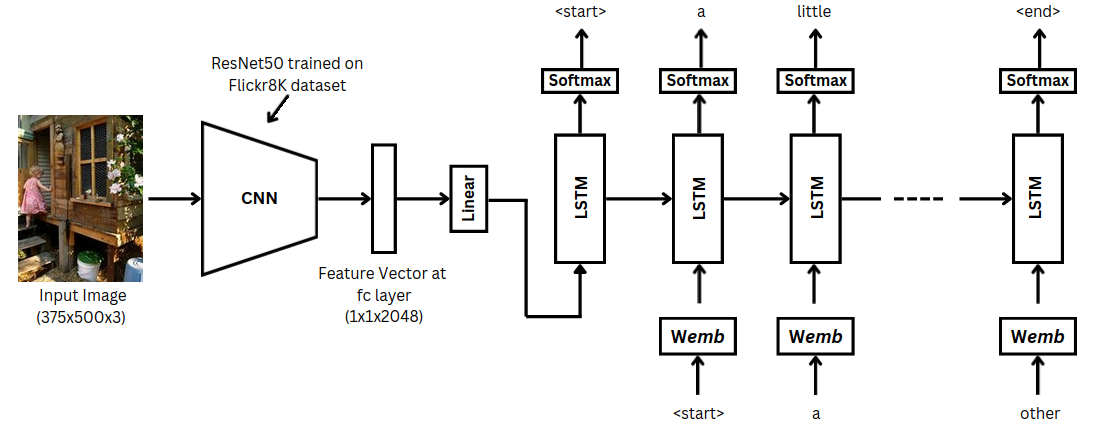 <start>
a
little
<end>
Softmax
Softmax
Softmax
Softmax
ResNet50 trained on
Flickr8K dataset
CNN
Linear
LSTM
LSTM
LSTM
LSTM
Feature Vector at
fc layer
(1x1x2048)
Input Image
(375x500x3)
Wemb
Wemb
Wemb
<start>
a
other